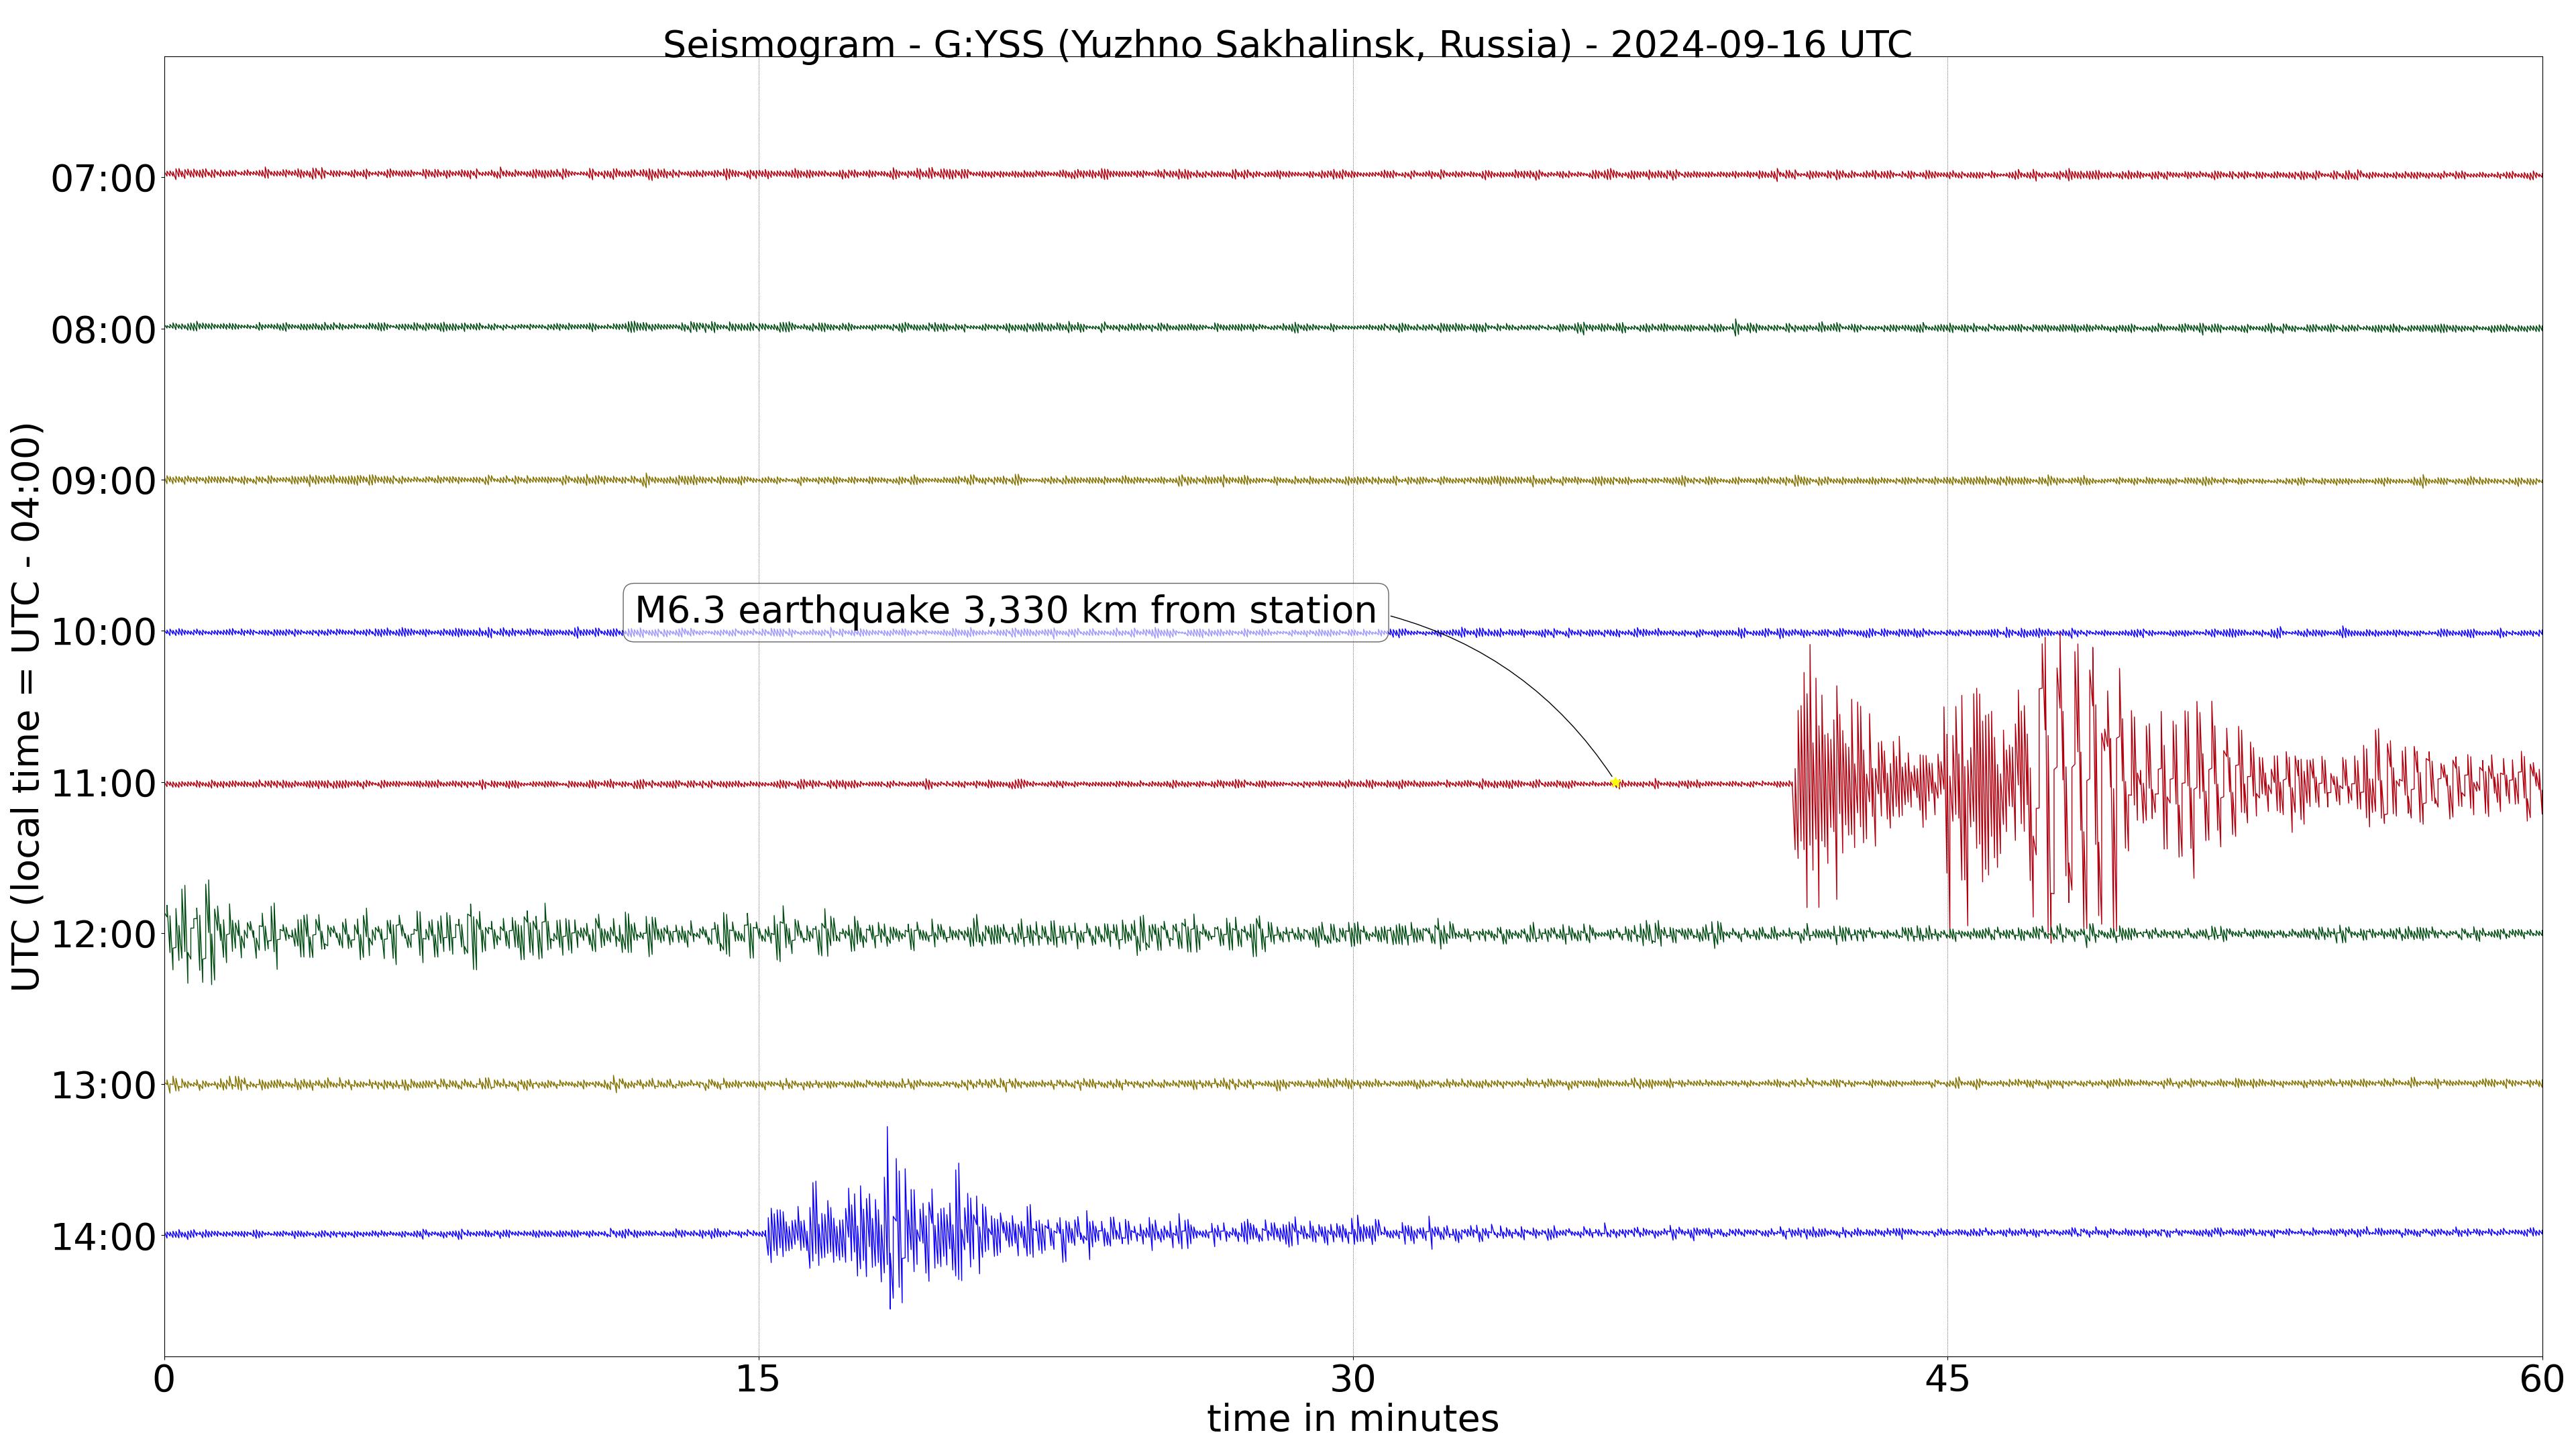 Seismogram - G:YSS (Yuzhno Sakhalinsk, Russia) - 2024-09-16 UTC
UTC (local time = UTC - 04:00)
07:00
08:00
09:00
M6.3 earthquake 3,330 km from station
10:00
11:00
12:00
13:00
14:00
0 15 30 45 60
time in minutes